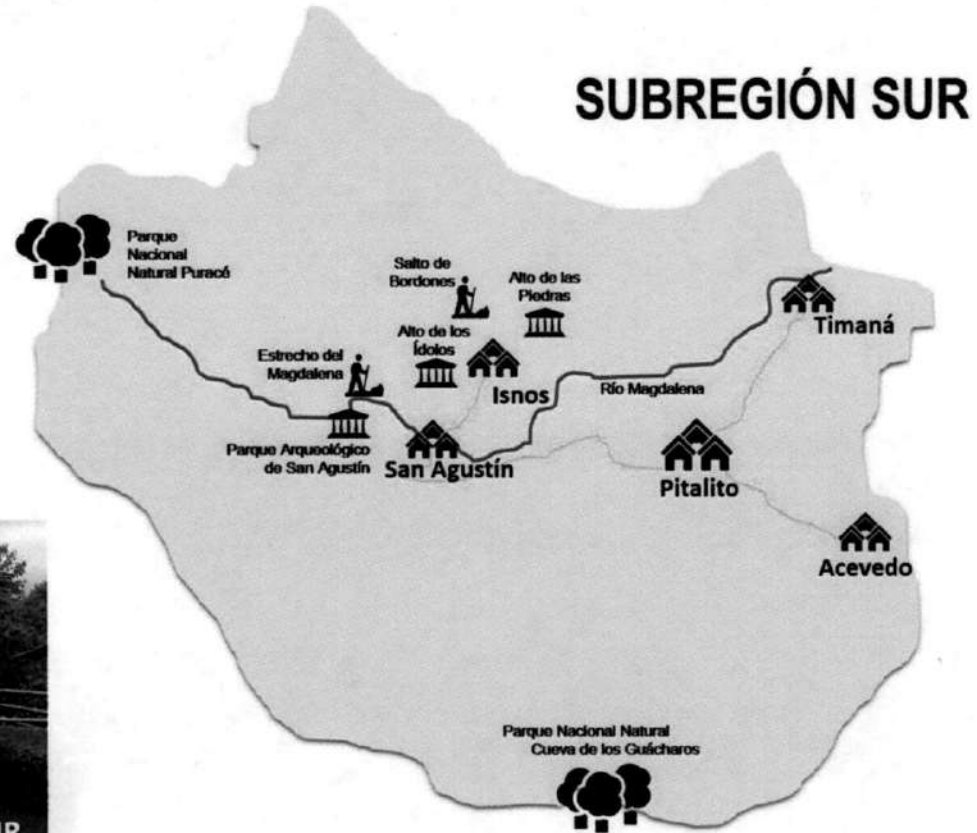 SUBREGIÓN SUR
Parque
Nacional
Natural Puracé
Salto de
Bordones
Alto de las
Piedras
Alto de los
Ídolos
Isnos
Estrecho del
Magdalena
Parque Arqueológico
de San Agustín
San Agustín
Río Magdalena
Timaná
Pitalito
Acevedo
Parque Nacional Natural
Cueva de los Guácharos